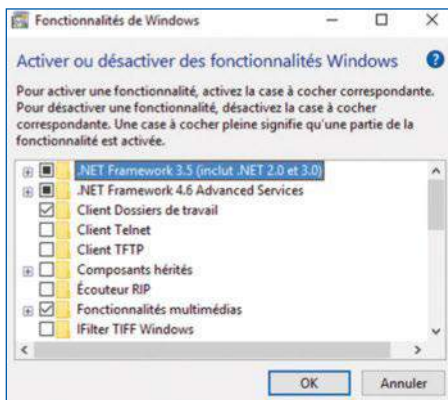 Fonctionnalités de Windows
Activer ou désactiver des fonctionnalités Windows
Pour activer une fonctionnalité, activez la case à cocher correspondante.
Pour désactiver une fonctionnalité, désactivez la case à cocher
correspondante. Une case à cocher pleine signifie qu'une partie de la
fonctionnalité est activée.
.NET Framework 3.5 (inclut .NET 2.0 et 3.0)
.NET Framework 4.6 Advanced Services
Client Dossiers de travail
Client Telnet
Client TFTP
Composants hérités
Écouteur RIP
Fonctionnalités multimédias
IFilter TIFF Windows
OK Annuler